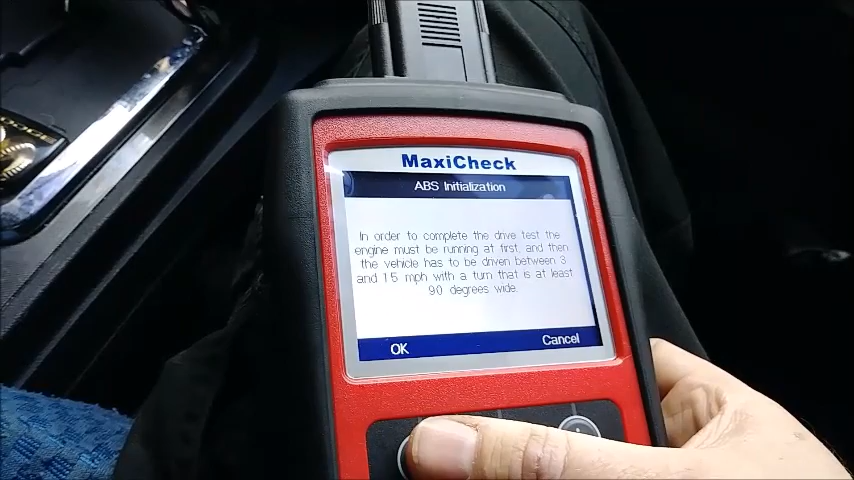 MaxiCheck
ABS Initialization
In order to complete the drive test the
engine must be running at first, and then
the vehicle has to be driven between 3
and 15 mph with a turn that is at least
90 degrees wide.
OK Cancel